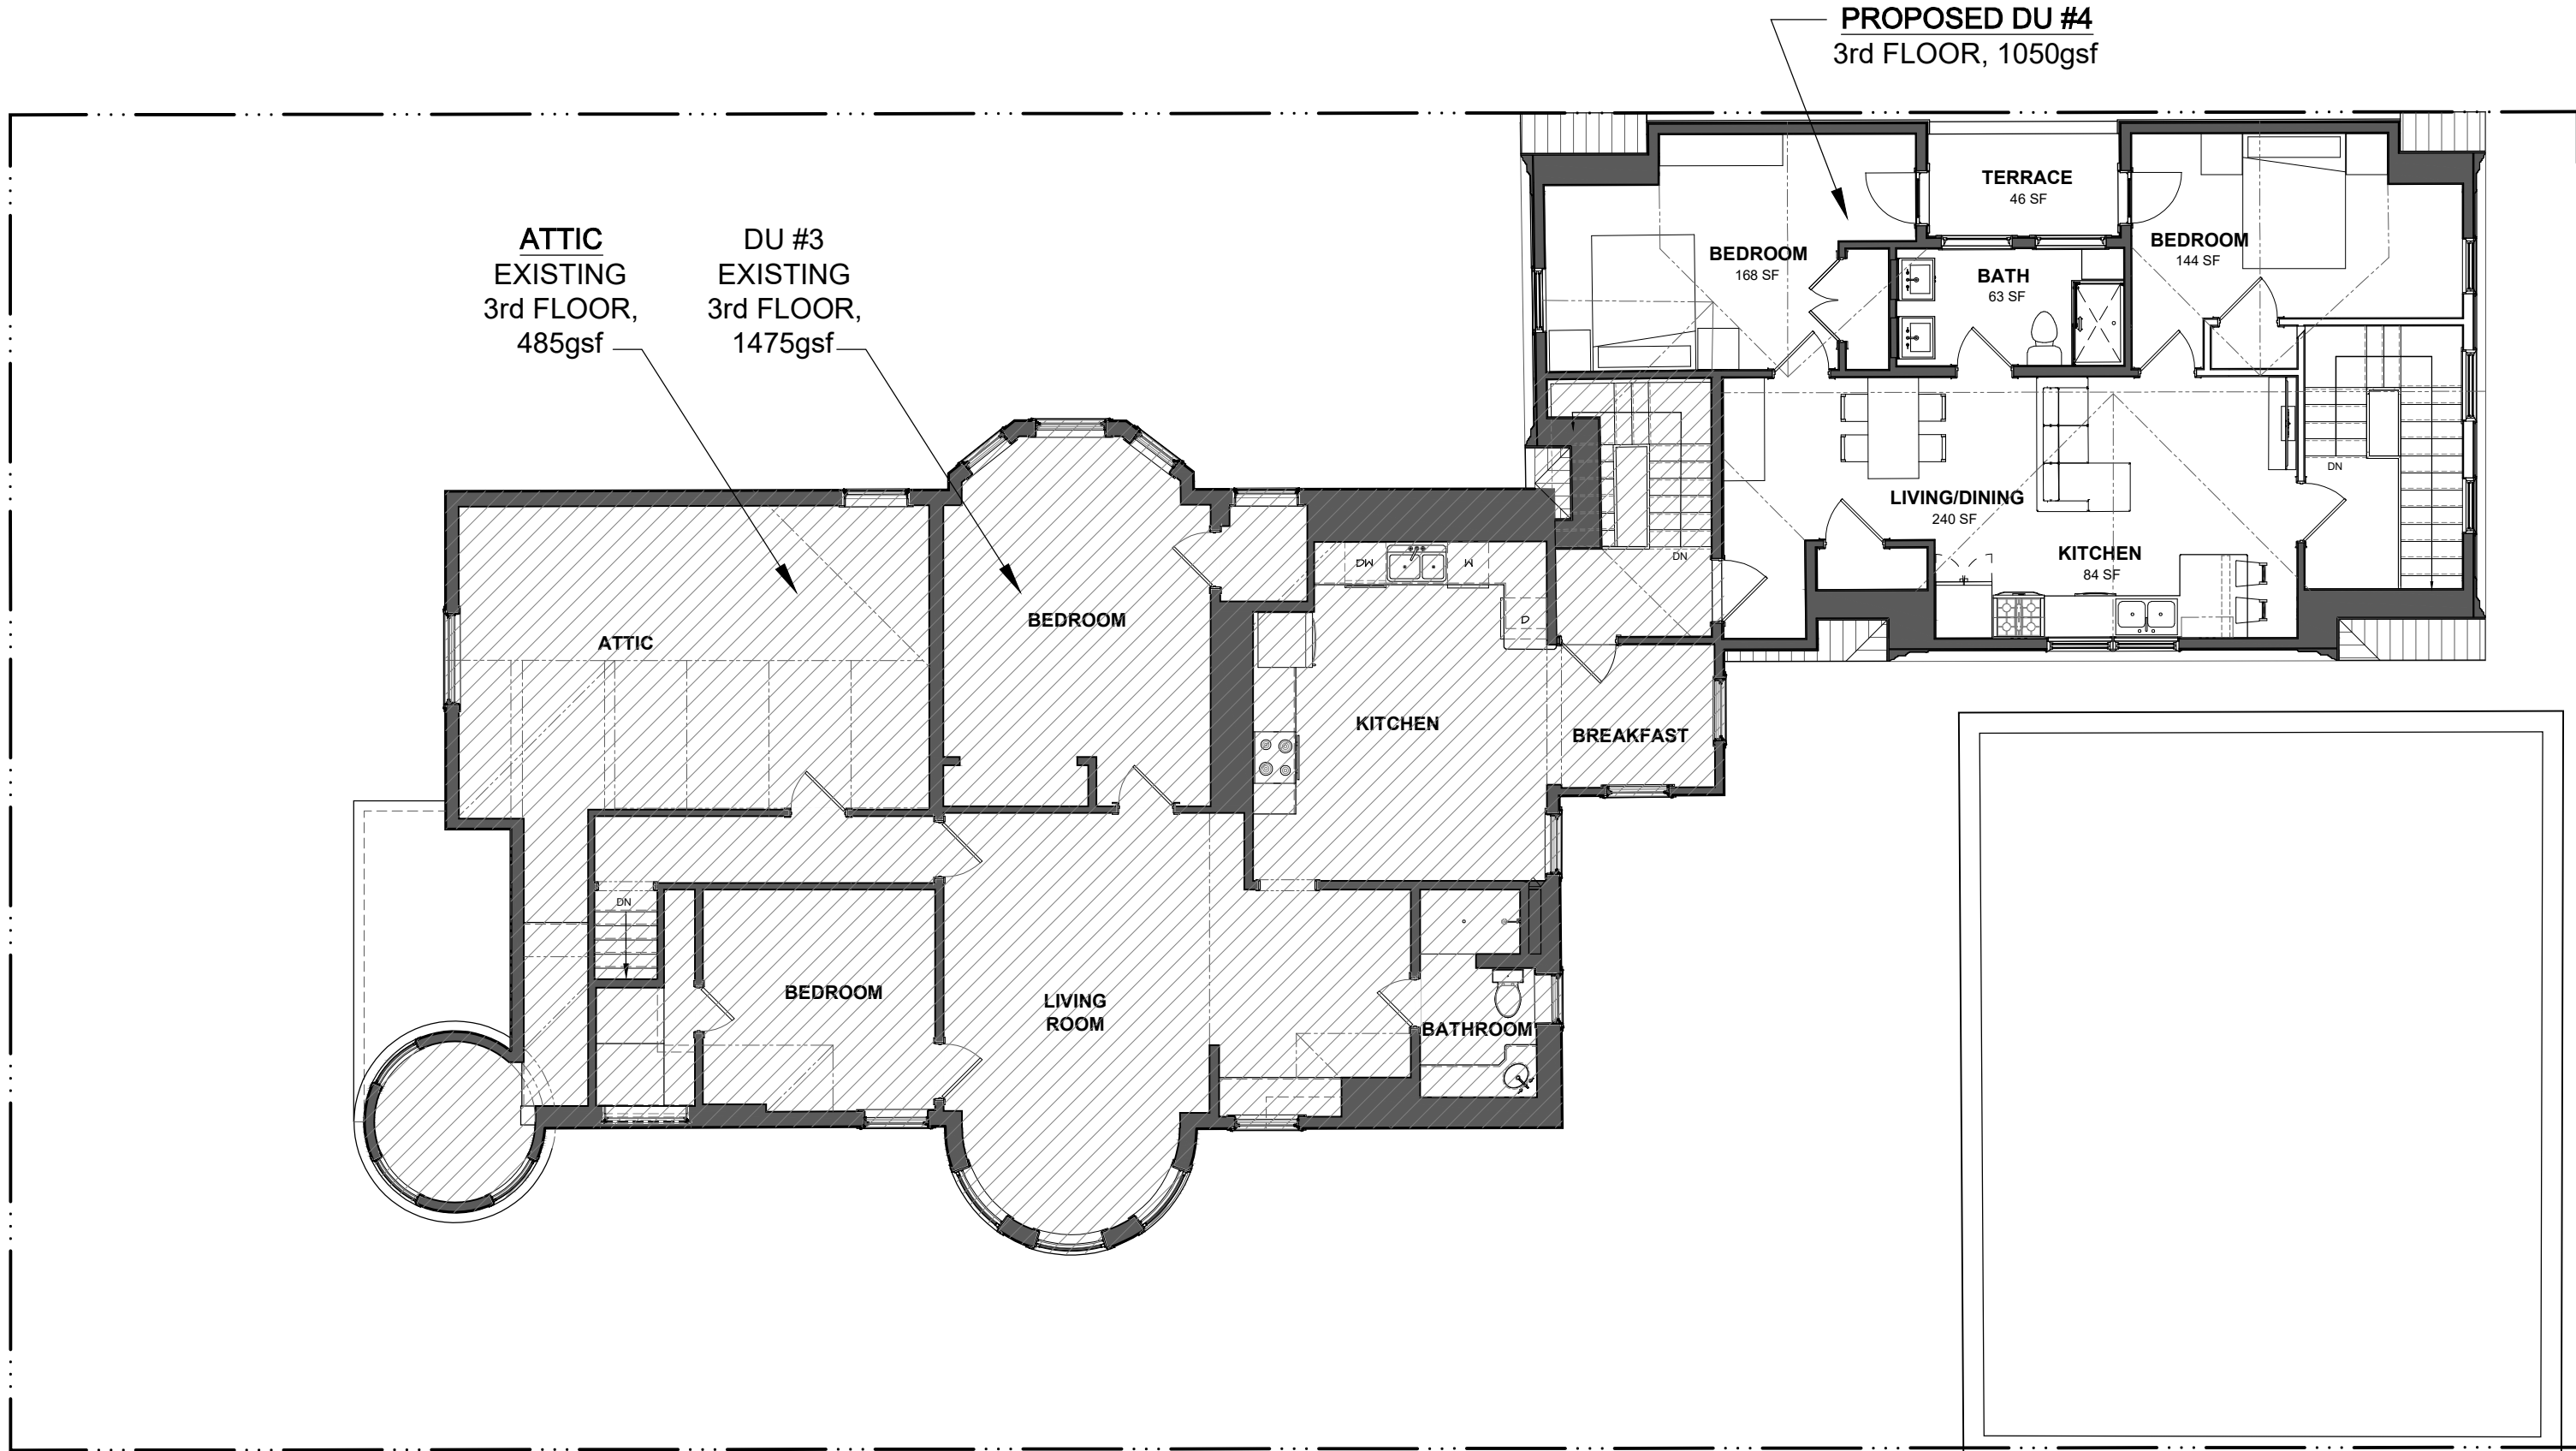 PROPOSED DU #4
3rd FLOOR, 1050gsf
ATTIC
EXISTING
3rd FLOOR,
485gsf
DU #3
EXISTING
3rd FLOOR,
1475gsf
TERRACE
46 SF
BEDROOM
168 SF
BATH
63 SF
BEDROOM
144 SF
DN
LIVING/DINING
240 SF
KITCHEN
84 SF
DN
DW
W
D
BEDROOM
ATTIC
KITCHEN
BREAKFAST
DN
BEDROOM
LIVING
ROOM
BATHROOM